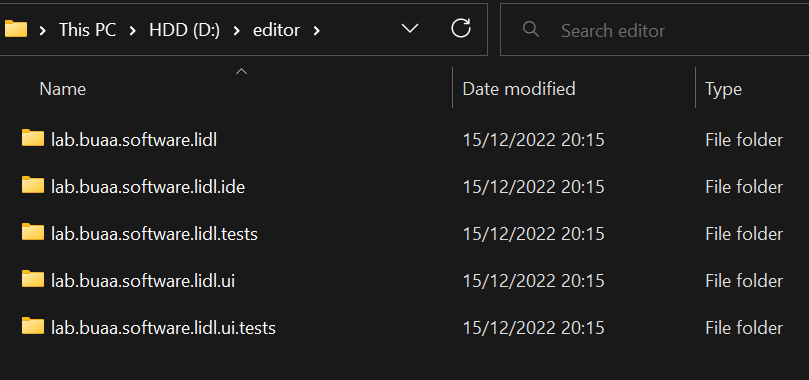 This PC HDD (D:) editor Search editor
Name Date modified Type
lab.buaa.software.lidl 15/12/2022 20:15 File folder
lab.buaa.software.lidl.ide 15/12/2022 20:15 File folder
lab.buaa.software.lidl.tests 15/12/2022 20:15 File folder
lab.buaa.software.lidl.ui 15/12/2022 20:15 File folder
lab.buaa.software.lidl.ui.tests 15/12/2022 20:15 File folder